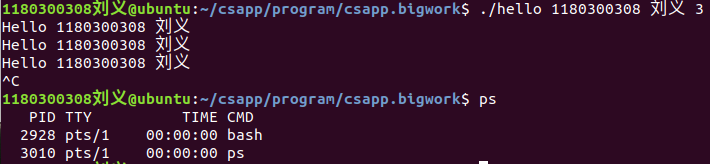 1180300308刘义@ubuntu:~/csapp/program/csapp.bigwork$ ./hello 1180300308 刘义 3
Hello 1180300308 刘义
Hello 1180300308 刘义
Hello 1180300308 刘义
^C
1180300308刘义@ubuntu:~/csapp/program/csapp.bigwork$ ps
PID TTY TIME CMD
2928 pts/1 00:00:00 bash
3010 pts/1 00:00:00 ps